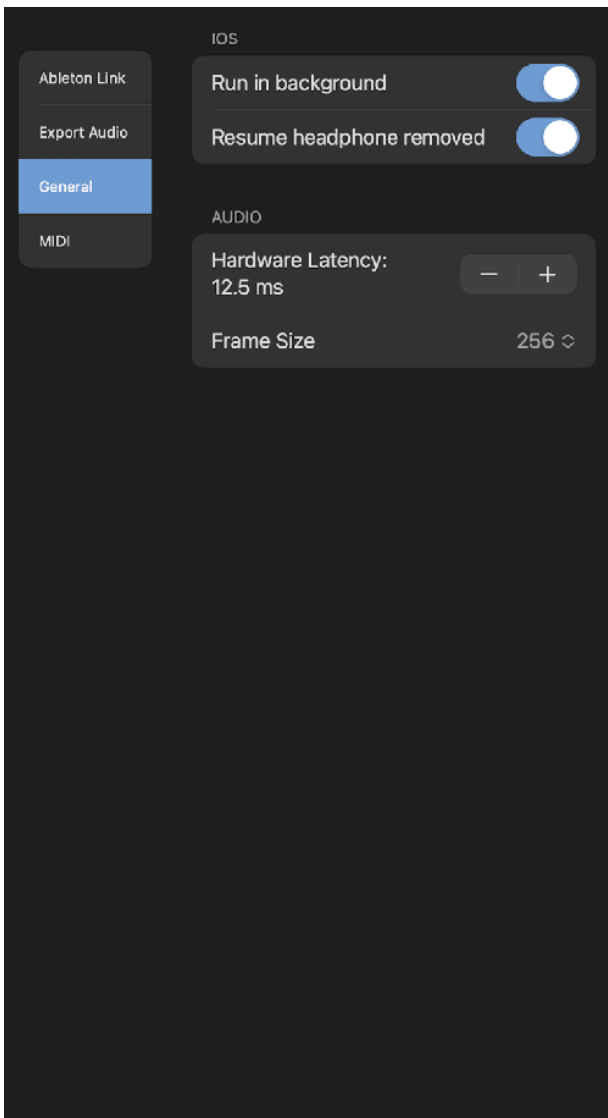 Ableton Link
Export Audio
General
MIDI
IOS
Run in background
Resume headphone removed
AUDIO
Hardware Latency:
12.5 ms
− +
Frame Size
256